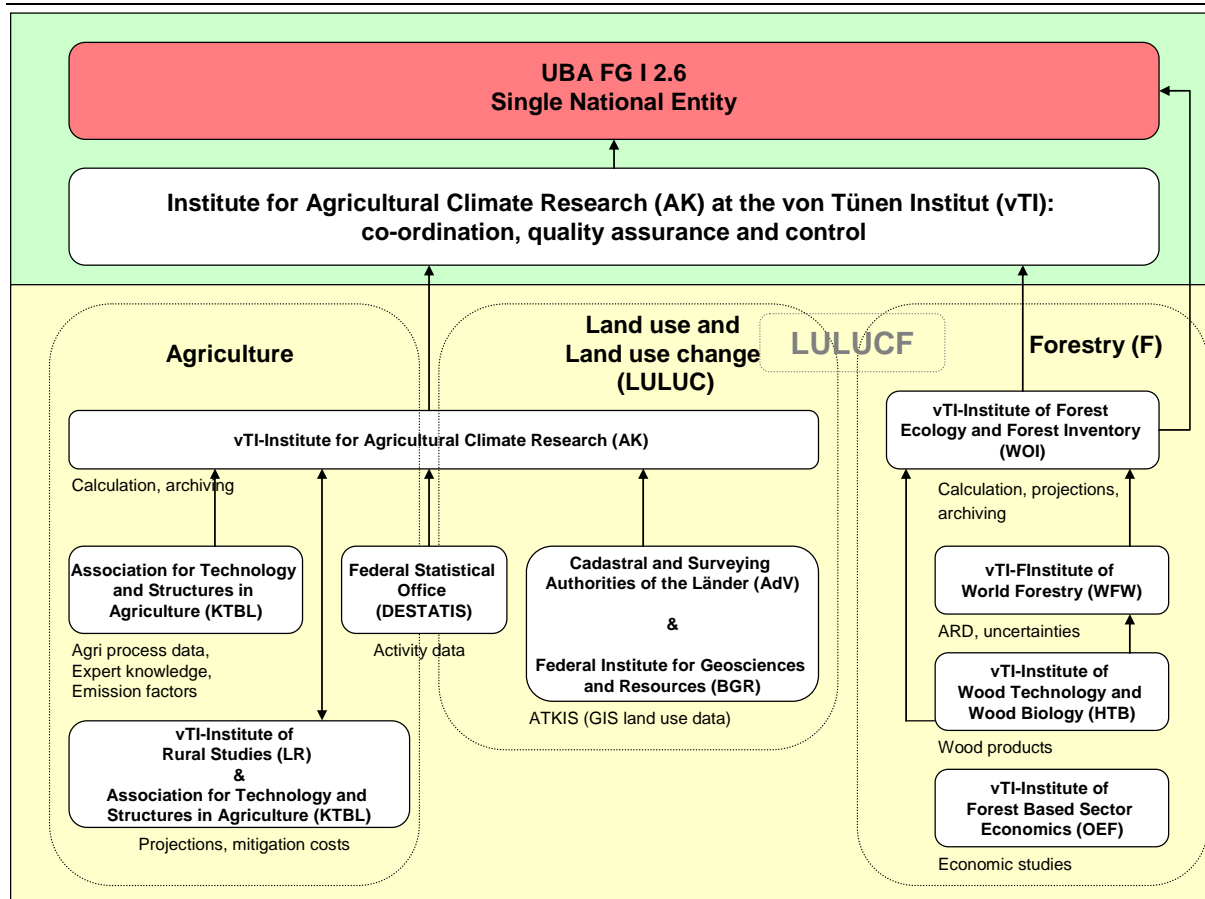 UBA FG I 2.6
Single National Entity
Institute for Agricultural Climate Research (AK) at the von Tünen Institut (vTI):
co-ordination, quality assurance and control
Agriculture
Land use and
Land use change
(LULUC)
LULUCF
Forestry (F)
vTI-Institute for Agricultural Climate Research (AK)
Calculation, archiving
vTI-Institute of Forest
Ecology and Forest Inventory
(WOI)
Calculation, projections,
archiving
Association for Technology
and Structures in
Agriculture (KTBL)
Agri process data,
Expert knowledge,
Emission factors
Federal Statistical
Office
(DESTATIS)
Activity data
Cadastral and Surveying
Authorities of the Länder (AdV)
&
Federal Institute for Geosciences
and Resources (BGR)
ATKIS (GIS land use data)
vTI-FInstitute of
World Forestry (WFW)
ARD, uncertainties
vTI-Institute of
Wood Technology and
Wood Biology (HTB)
Wood products
vTI-Institute of
Rural Studies (LR)
&
Association for Technology and
Structures in Agriculture (KTBL)
Projections, mitigation costs
vTI-Institute of
Forest Based Sector
Economics (OEF)
Economic studies